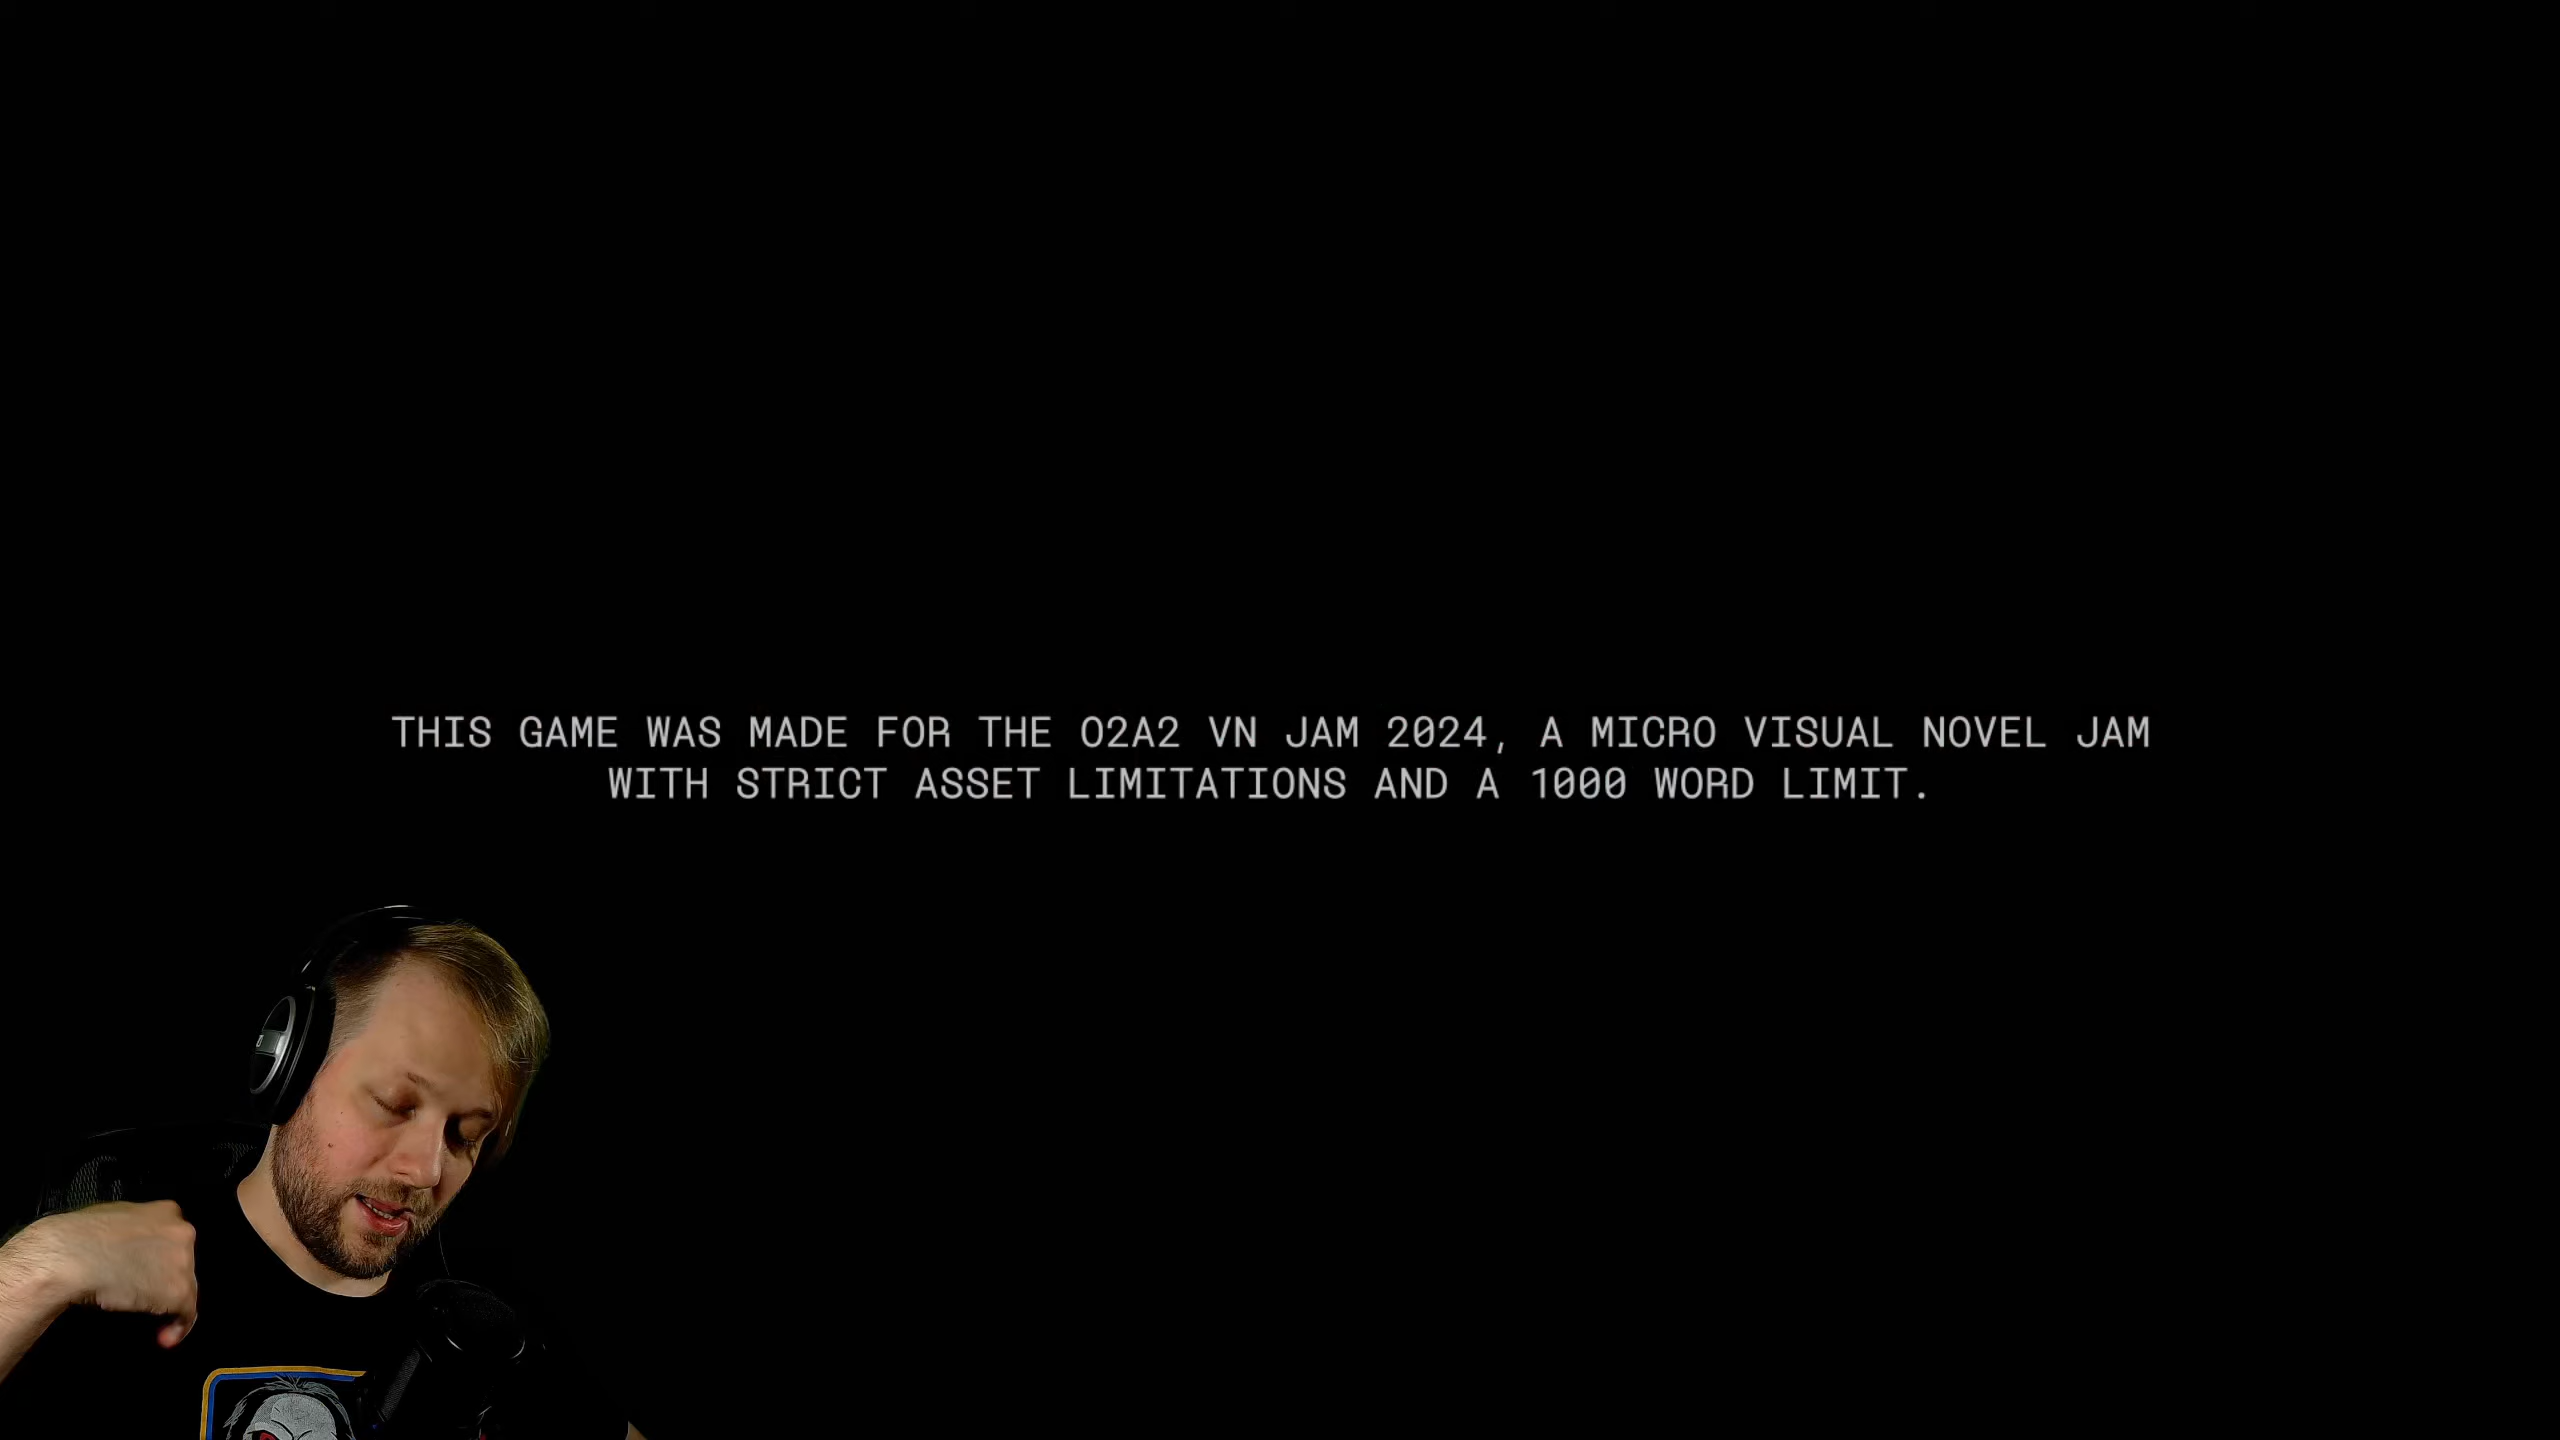 THIS GAME WAS MADE FOR THE O2A2 VN JAM 2024, A MICRO VISUAL NOVEL JAM
WITH STRICT ASSET LIMITATIONS AND A 1000 WORD LIMIT.